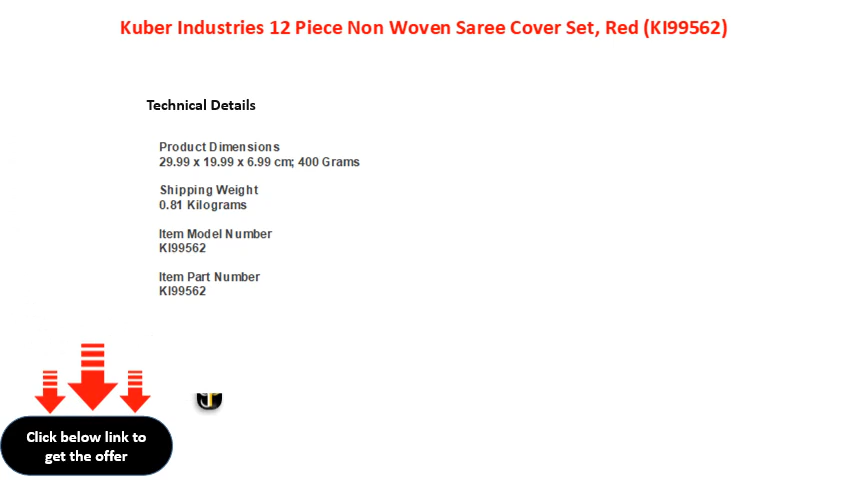 Kuber Industries 12 Piece Non Woven Saree Cover Set, Red (KI99562)
Technical Details
Product Dimensions
29.99 x 19.99 x 6.99 cm; 400 Grams
Shipping Weight
0.81 Kilograms
Item Model Number
KI99562
Item Part Number
KI99562
Click below link to
get the offer